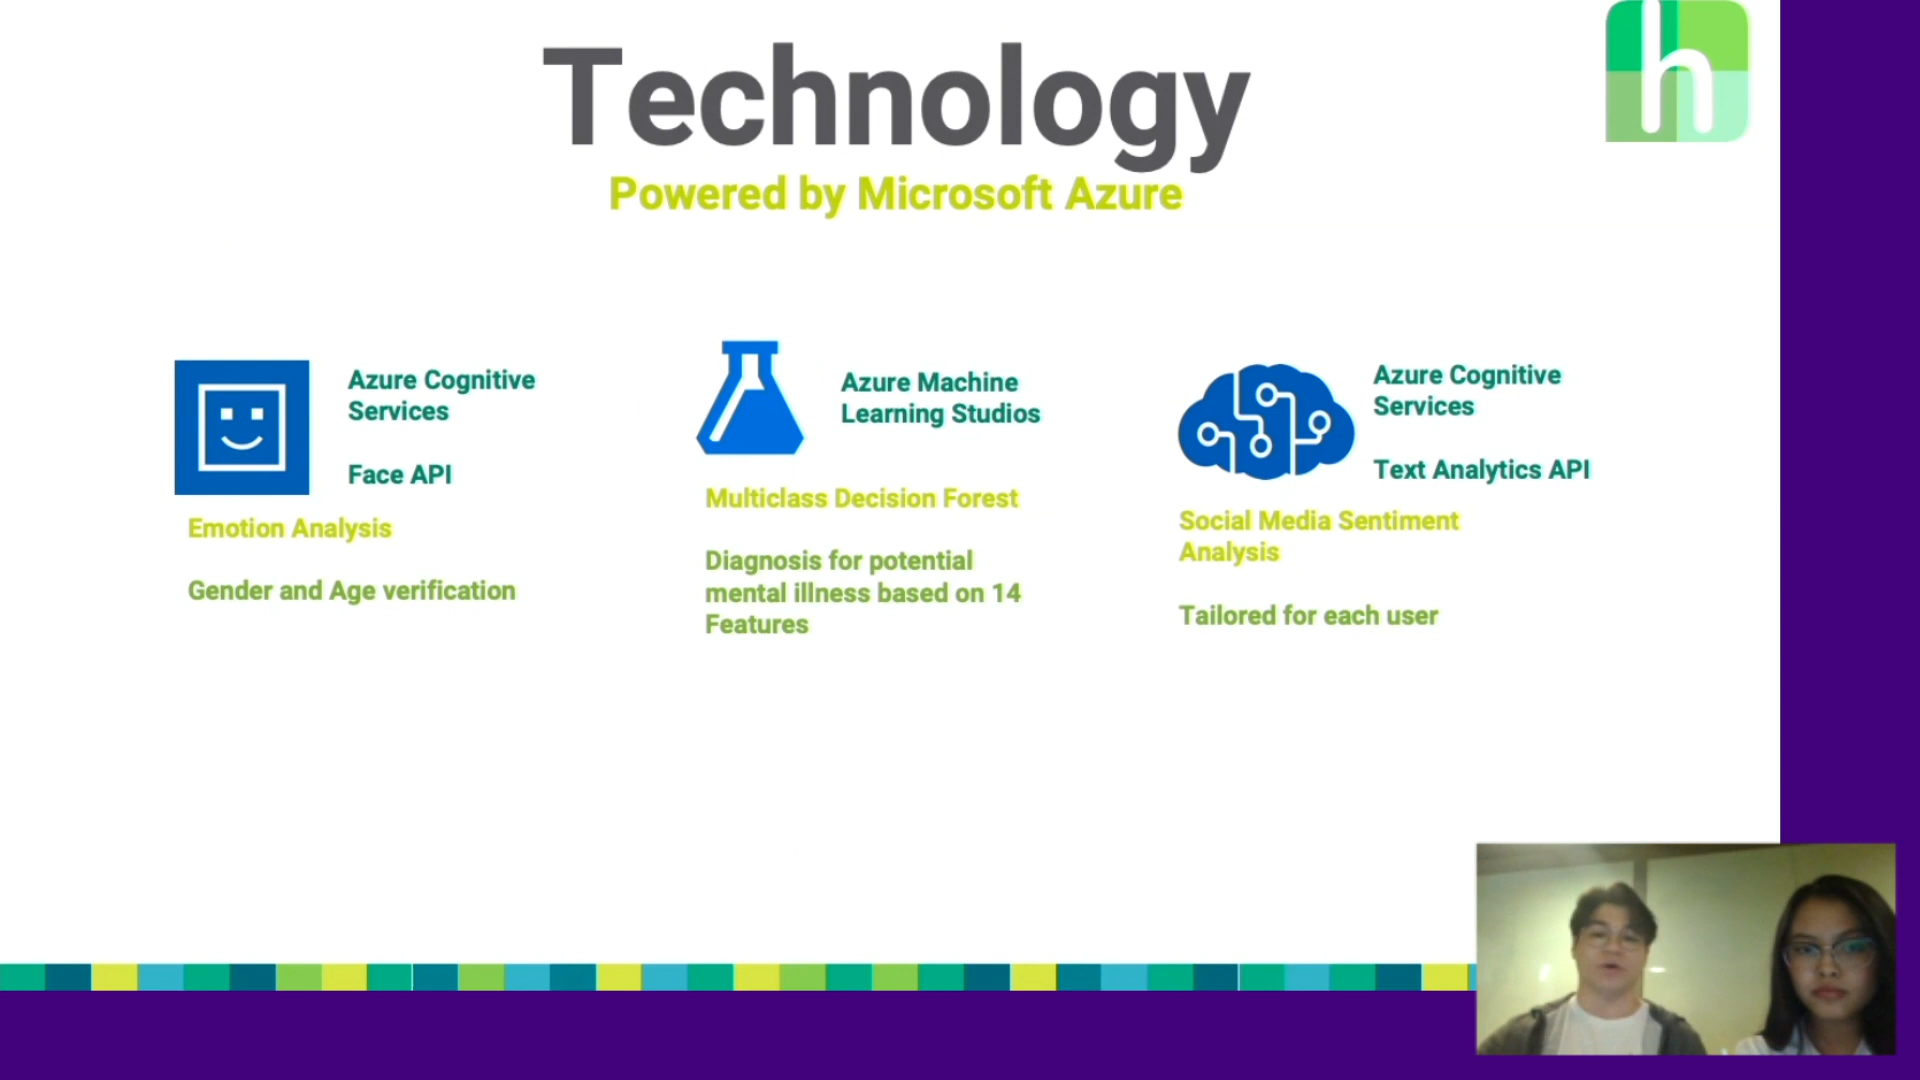 h
Technology
Powered by Microsoft Azure
Azure Cognitive
Services
Face API
Emotion Analysis
Gender and Age verification
Azure Machine
Learning Studios
Multiclass Decision Forest
Diagnosis for potential
mental illness based on 14
Features
Azure Cognitive
Services
Text Analytics API
Social Media Sentiment
Analysis
Tailored for each user